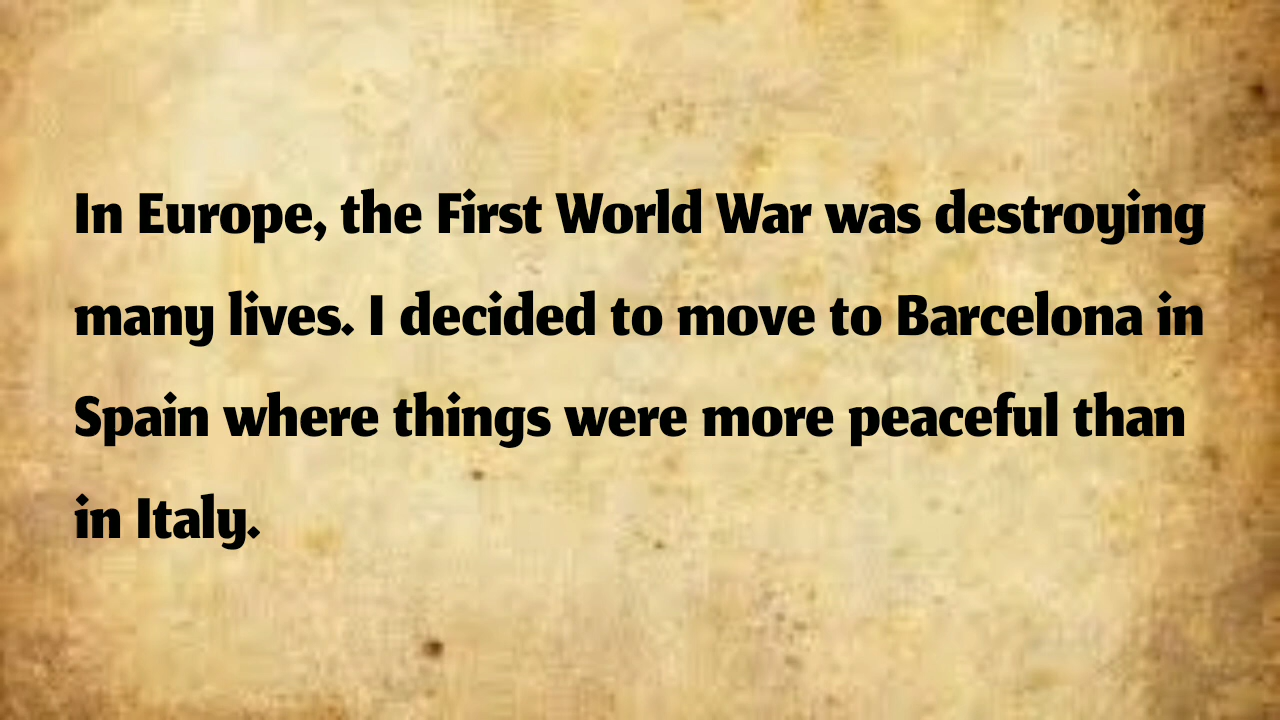 In Europe, the First World War was destroying
many lives. I decided to move to Barcelona in
Spain where things were more peaceful than
in Italy.